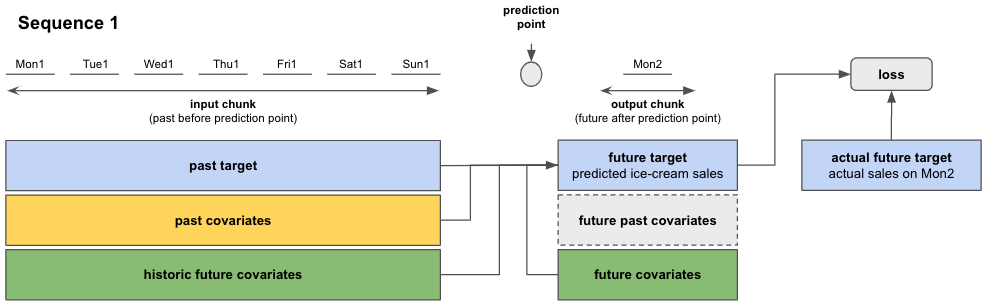 Sequence 1
prediction
point
Mon1 Tue1 Wed1 Thu1 Fri1 Sat1 Sun1 Mon2
loss
input chunk
(past before prediction point)
output chunk
(future after prediction point)
past target
future target
predicted ice-cream sales
actual future target
actual sales on Mon2
past covariates
future past covariates
historic future covariates
future covariates